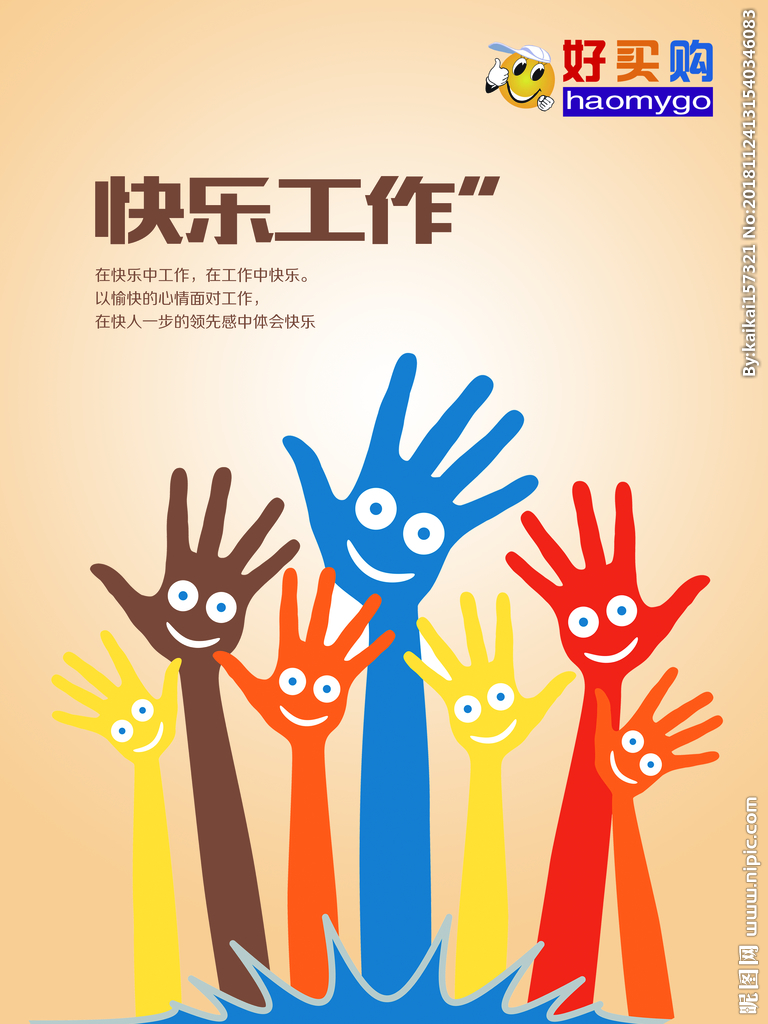 好买购
haomygo
快乐工作”
在快乐中工作，在工作中快乐。
以愉快的心情面对工作，
在快人一步的领先感中体会快乐
By:kaikai157321 No:20181124131540346083
昵图网 www.nipic.com